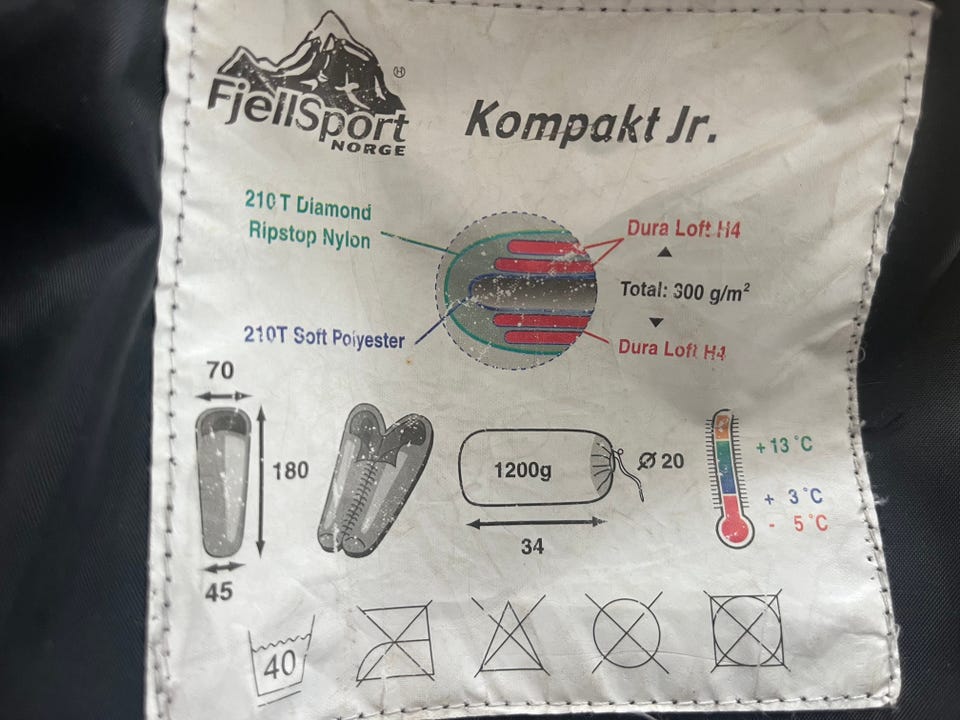 FjellSport
NORGE
Ⓗ
Kompakt Jr.
210 T Diamond
Ripstop Nylon
210T Soft Polyester
Dura Loft H4
Total: 300 g/m²
Dura Loft H4
70
180
45
1200g
Ø 20
34
+ 13 °C
+ 3 °C
- 5 °C
40